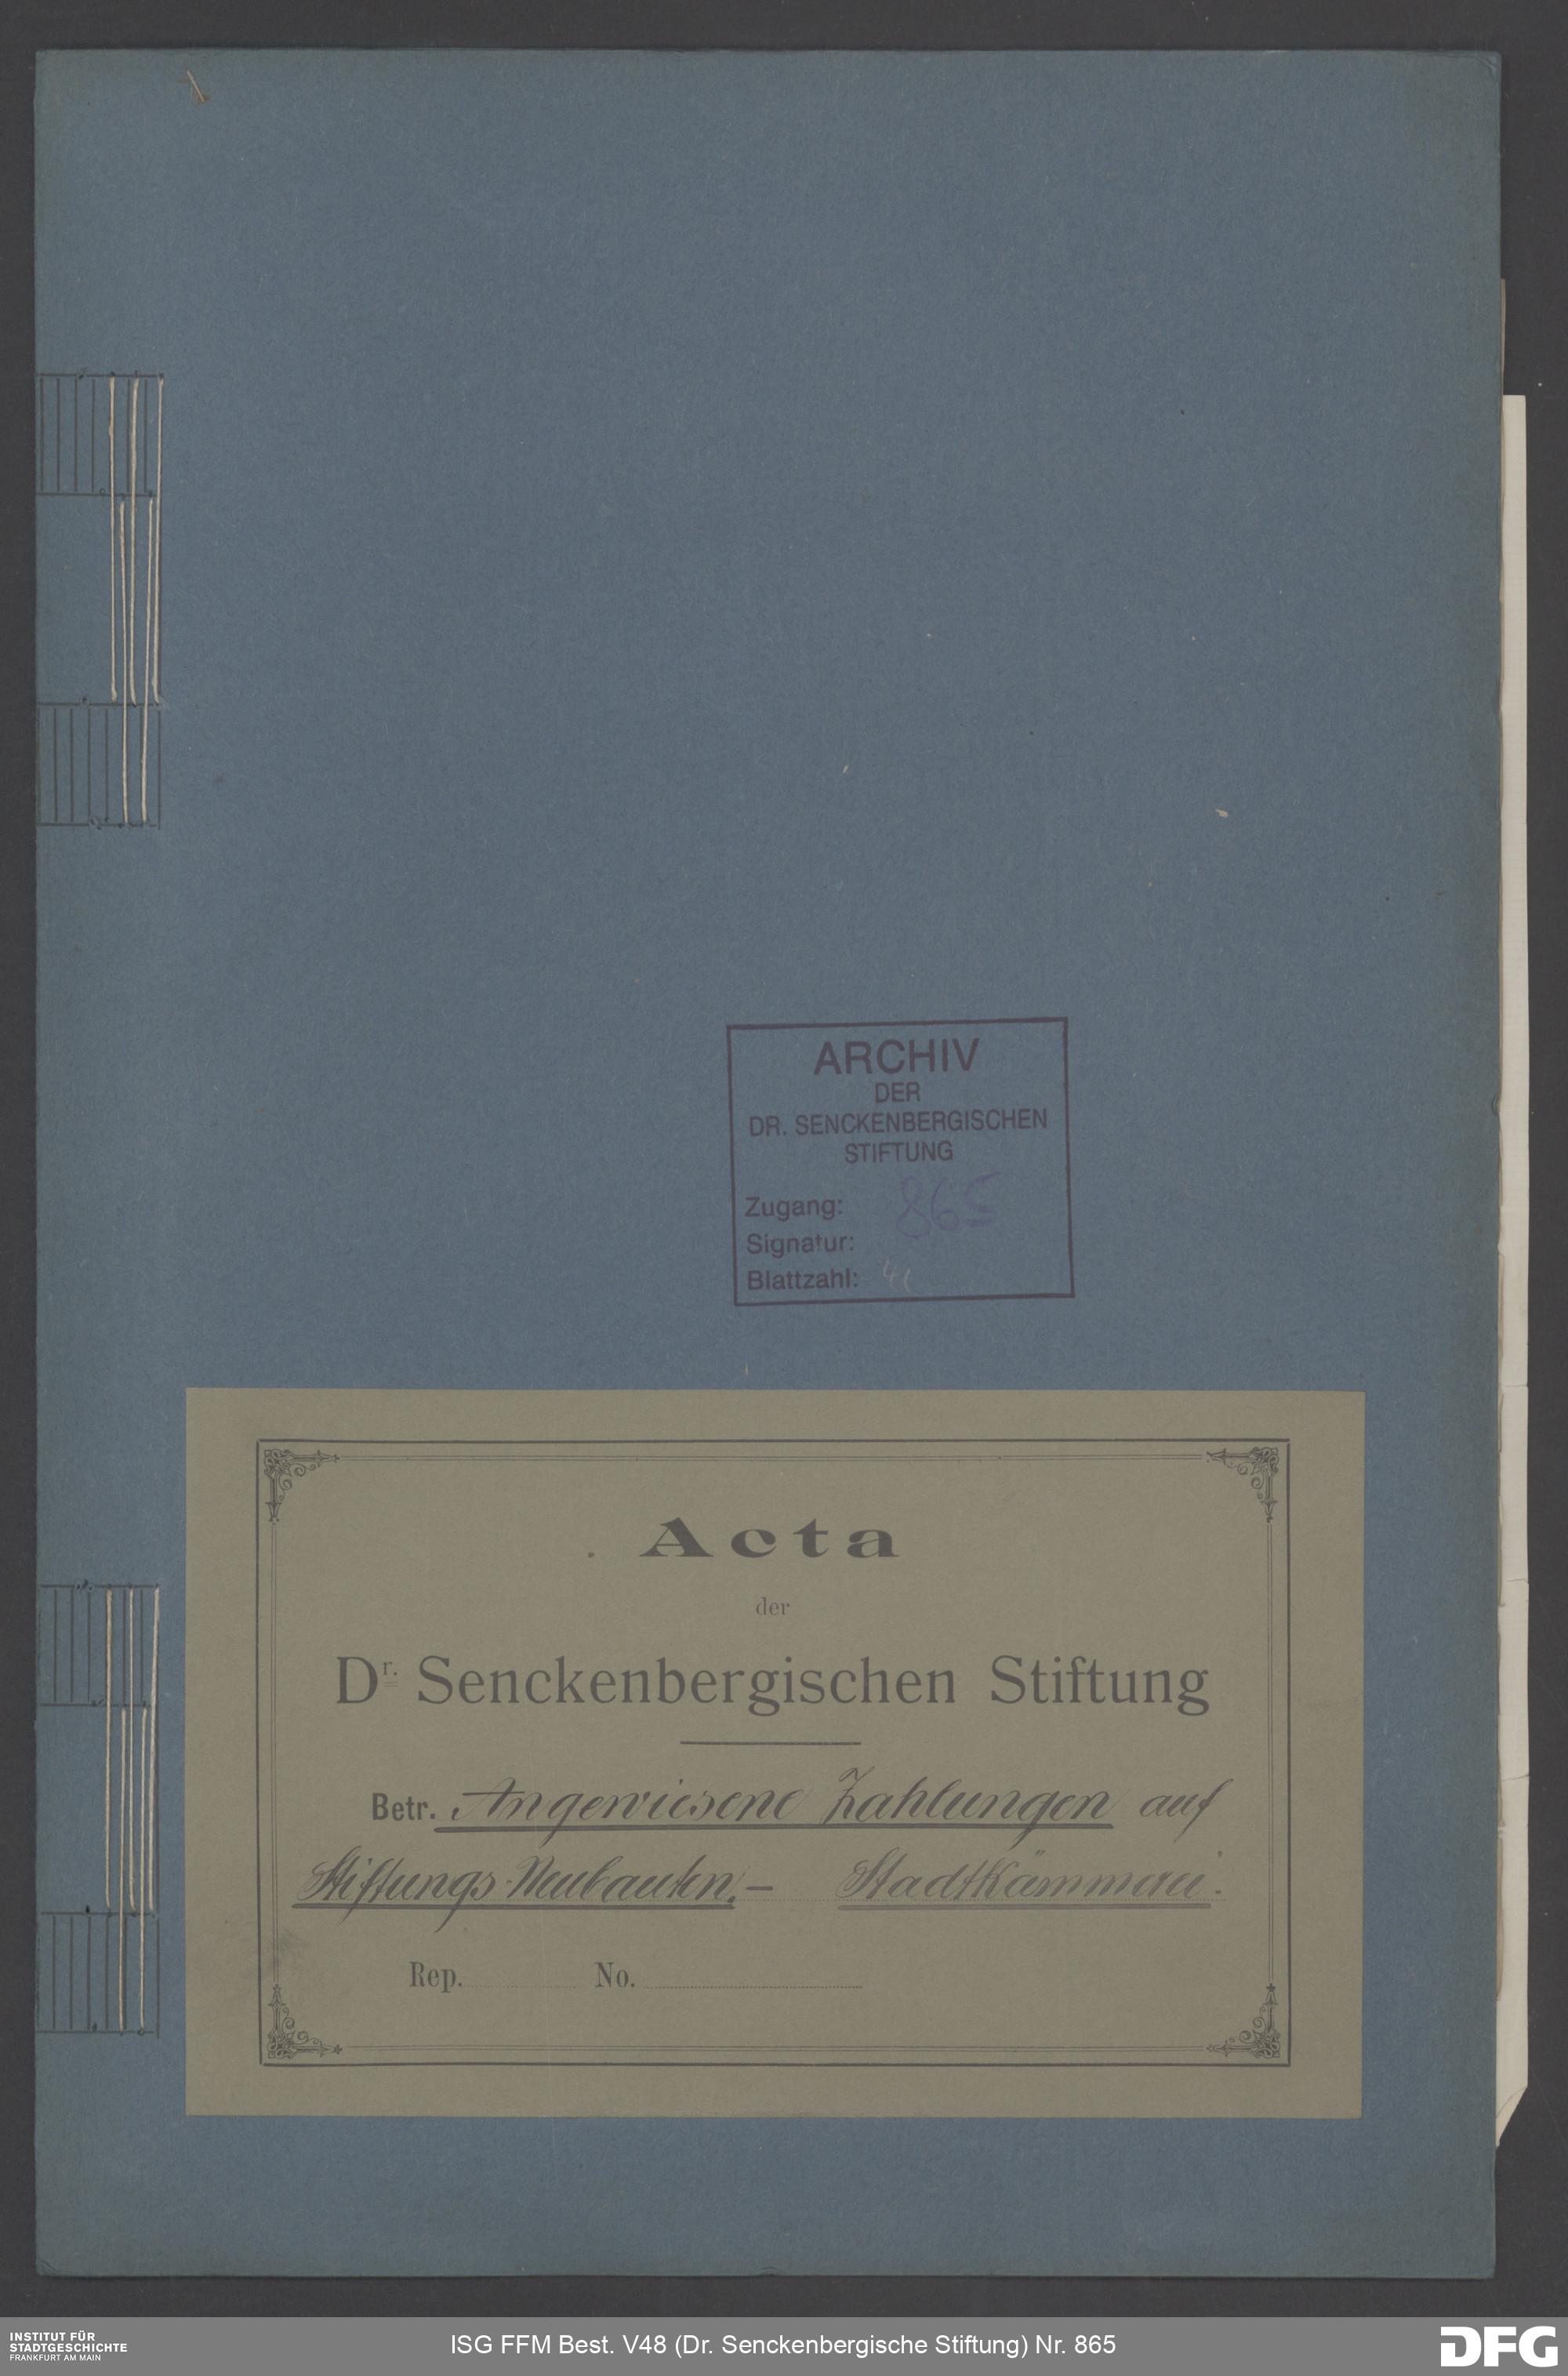 ARCHIV
DER
DR. SENCKENBERGISCHEN
STIFTUNG
Zugang: 865
Signatur:
Blattzahl:
Acta
der
Dr. Senckenbergischen Stiftung
Betr. Angewiesene Zahlungen auf
Stiftungs-Neubauten. – Stadtkämmerei.
Rep. No.
INSTITUT FÜR
STADTGESCHICHTE
FRANKFURT AM MAIN
ISG FFM Best. V48 (Dr. Senckenbergische Stiftung) Nr. 865
DFG